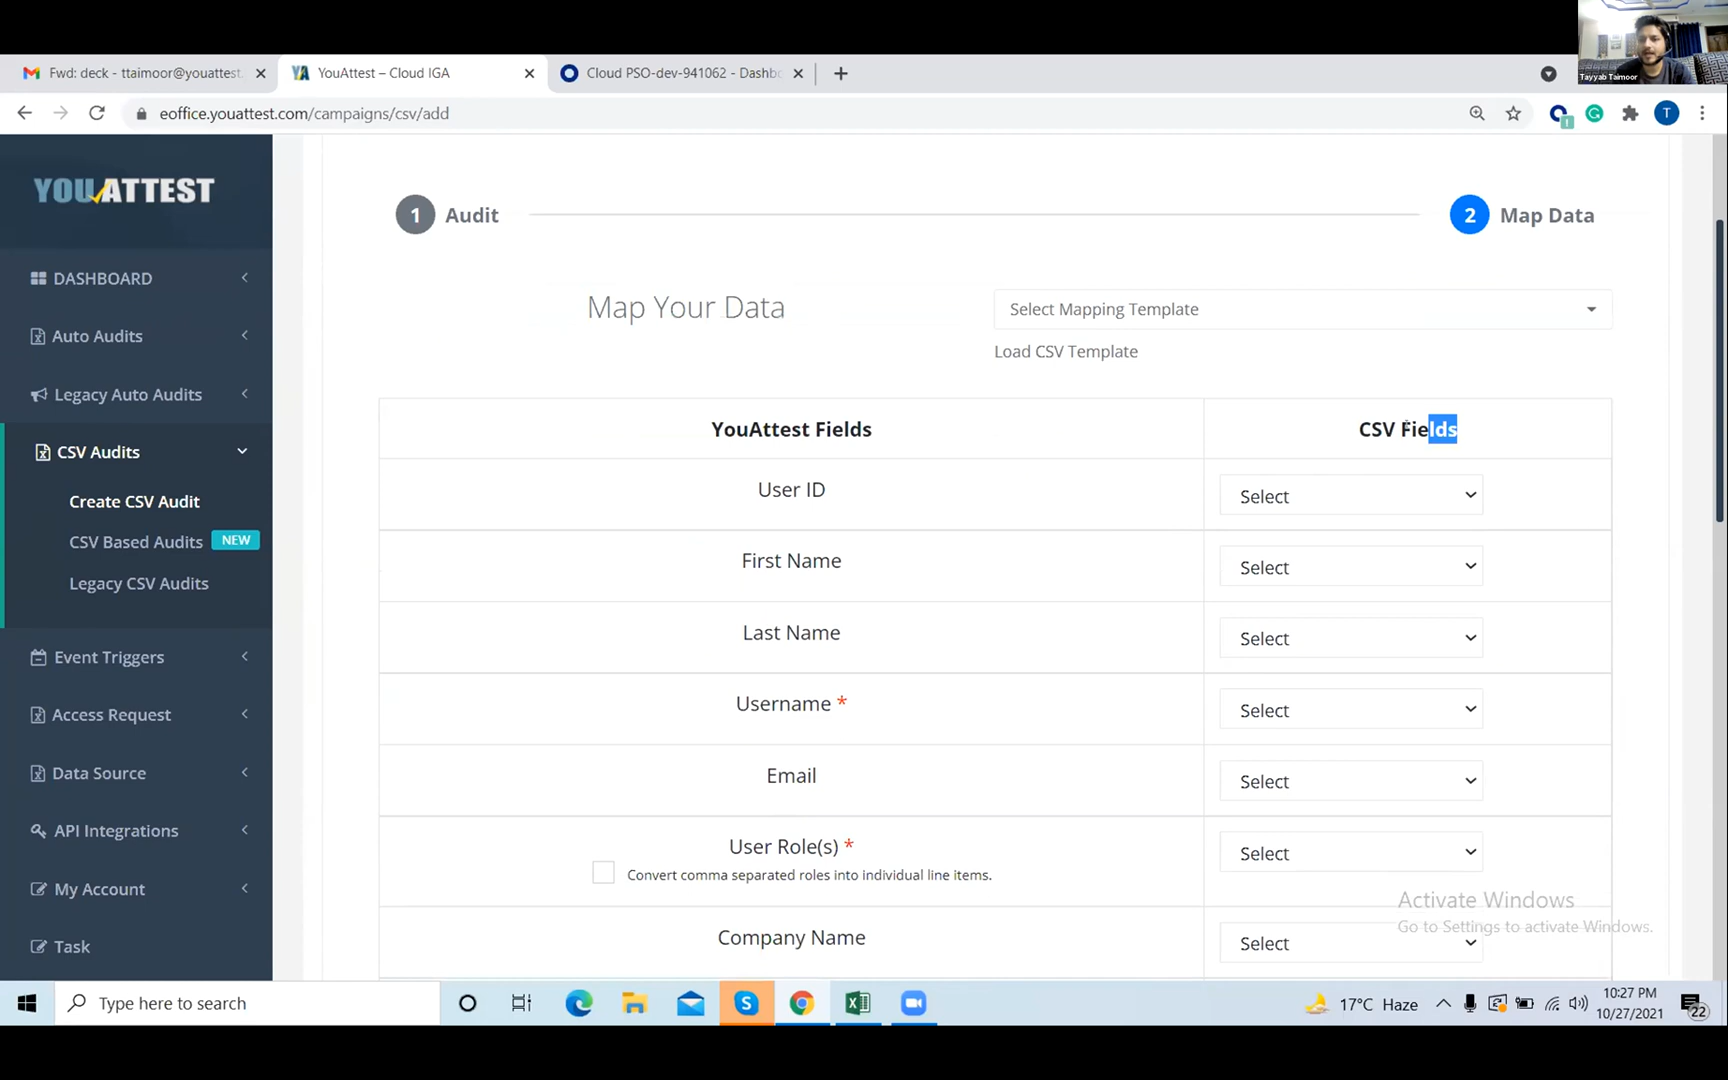 Tayyab Taimoor
Fwd: deck - ttaimoor@youattest.
YA YouAttest – Cloud IGA
Cloud PSO-dev-941062 - Dashbo
eoffice.youattest.com/campaigns/csv/add
T
YOUATTEST
DASHBOARD
Auto Audits
Legacy Auto Audits
CSV Audits
Create CSV Audit
CSV Based Audits NEW
Legacy CSV Audits
Event Triggers
Access Request
Data Source
API Integrations
My Account
Task
1 Audit
2 Map Data
Map Your Data
Select Mapping Template
Load CSV Template
YouAttest Fields CSV Fields
User ID Select
First Name Select
Last Name Select
Username * Select
Email Select
User Role(s) * Select
Convert comma separated roles into individual line items.
Company Name Select
Activate Windows
Go to Settings to activate Windows.
Type here to search
17°C Haze
10:27 PM
10/27/2021
22